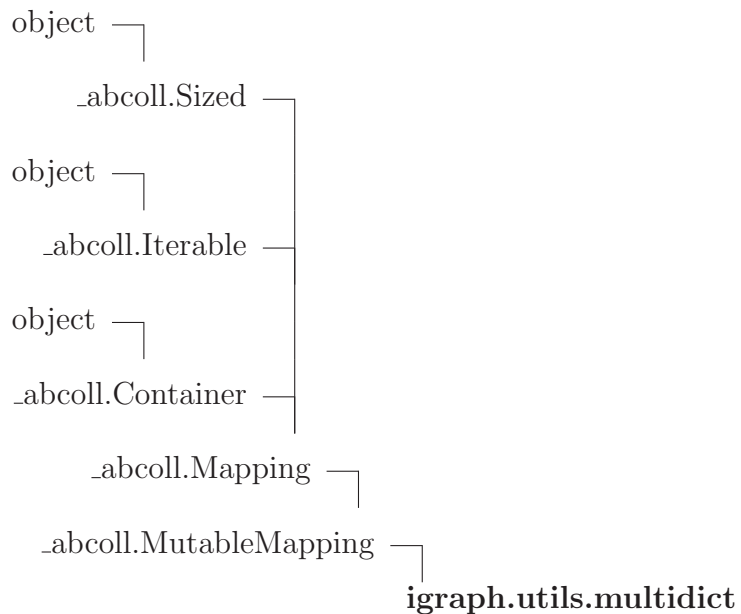 object
_abcoll.Sized
object
_abcoll.Iterable
object
_abcoll.Container
_abcoll.Mapping
_abcoll.MutableMapping
igraph.utils.multidict